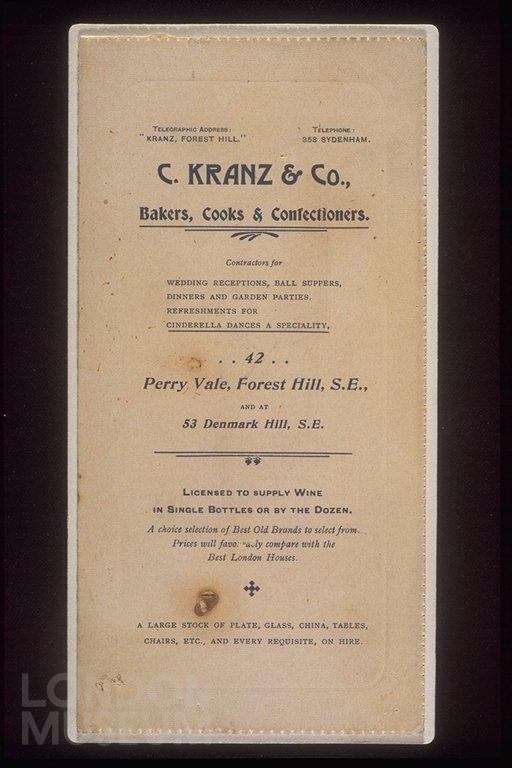 Telegraphic Address:
"KRANZ, FOREST HILL."
Telephone:
353 SYDENHAM.
C. KRANZ & Co.,
Bakers, Cooks & Confectioners.
Contractors for
WEDDING RECEPTIONS, BALL SUPPERS,
DINNERS AND GARDEN PARTIES.
REFRESHMENTS FOR
CINDERELLA DANCES A SPECIALITY,
. . 42 . .
Perry Vale, Forest Hill, S.E.,
AND AT
53 Denmark Hill, S.E.
Licensed to supply Wine
in Single Bottles or by the Dozen.
A choice selection of Best Old Brands to select from.
Prices will compare with the
Best London Houses.
A LARGE STOCK OF PLATE, GLASS, CHINA, TABLES,
CHAIRS, ETC., AND EVERY REQUISITE, ON HIRE.
LONDON
MUSEUM